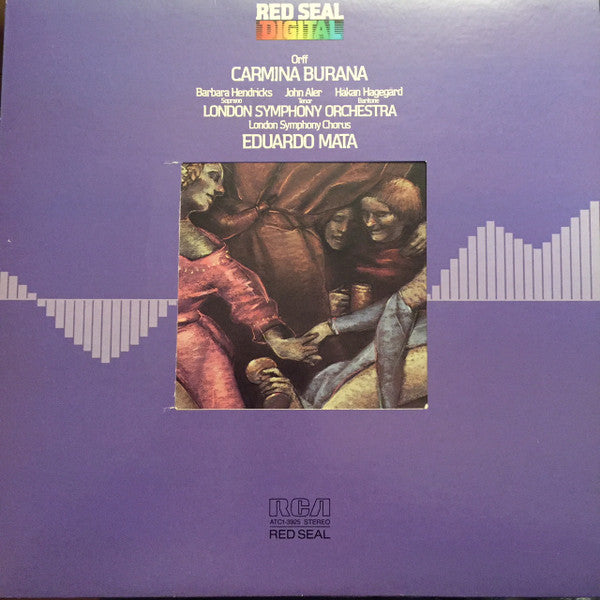 RED SEAL
DIGITAL
Orff
CARMINA BURANA
Barbara Hendricks John Aler Håkan Hagegård
Soprano Tenor Baritone
LONDON SYMPHONY ORCHESTRA
London Symphony Chorus
EDUARDO MATA
RCA
ATC1-3925 STEREO
RED SEAL